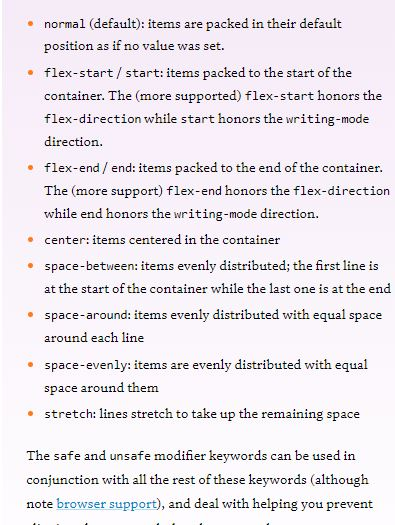 normal (default): items are packed in their default
position as if no value was set.
flex-start / start: items packed to the start of the
container. The (more supported) flex-start honors the
flex-direction while start honors the writing-mode
direction.
flex-end / end: items packed to the end of the container.
The (more support) flex-end honors the flex-direction
while end honors the writing-mode direction.
center: items centered in the container
space-between: items evenly distributed; the first line is
at the start of the container while the last one is at the end
space-around: items evenly distributed with equal space
around each line
space-evenly: items are evenly distributed with equal
space around them
stretch: lines stretch to take up the remaining space
The safe and unsafe modifier keywords can be used in
conjunction with all the rest of these keywords (although
note browser support), and deal with helping you prevent